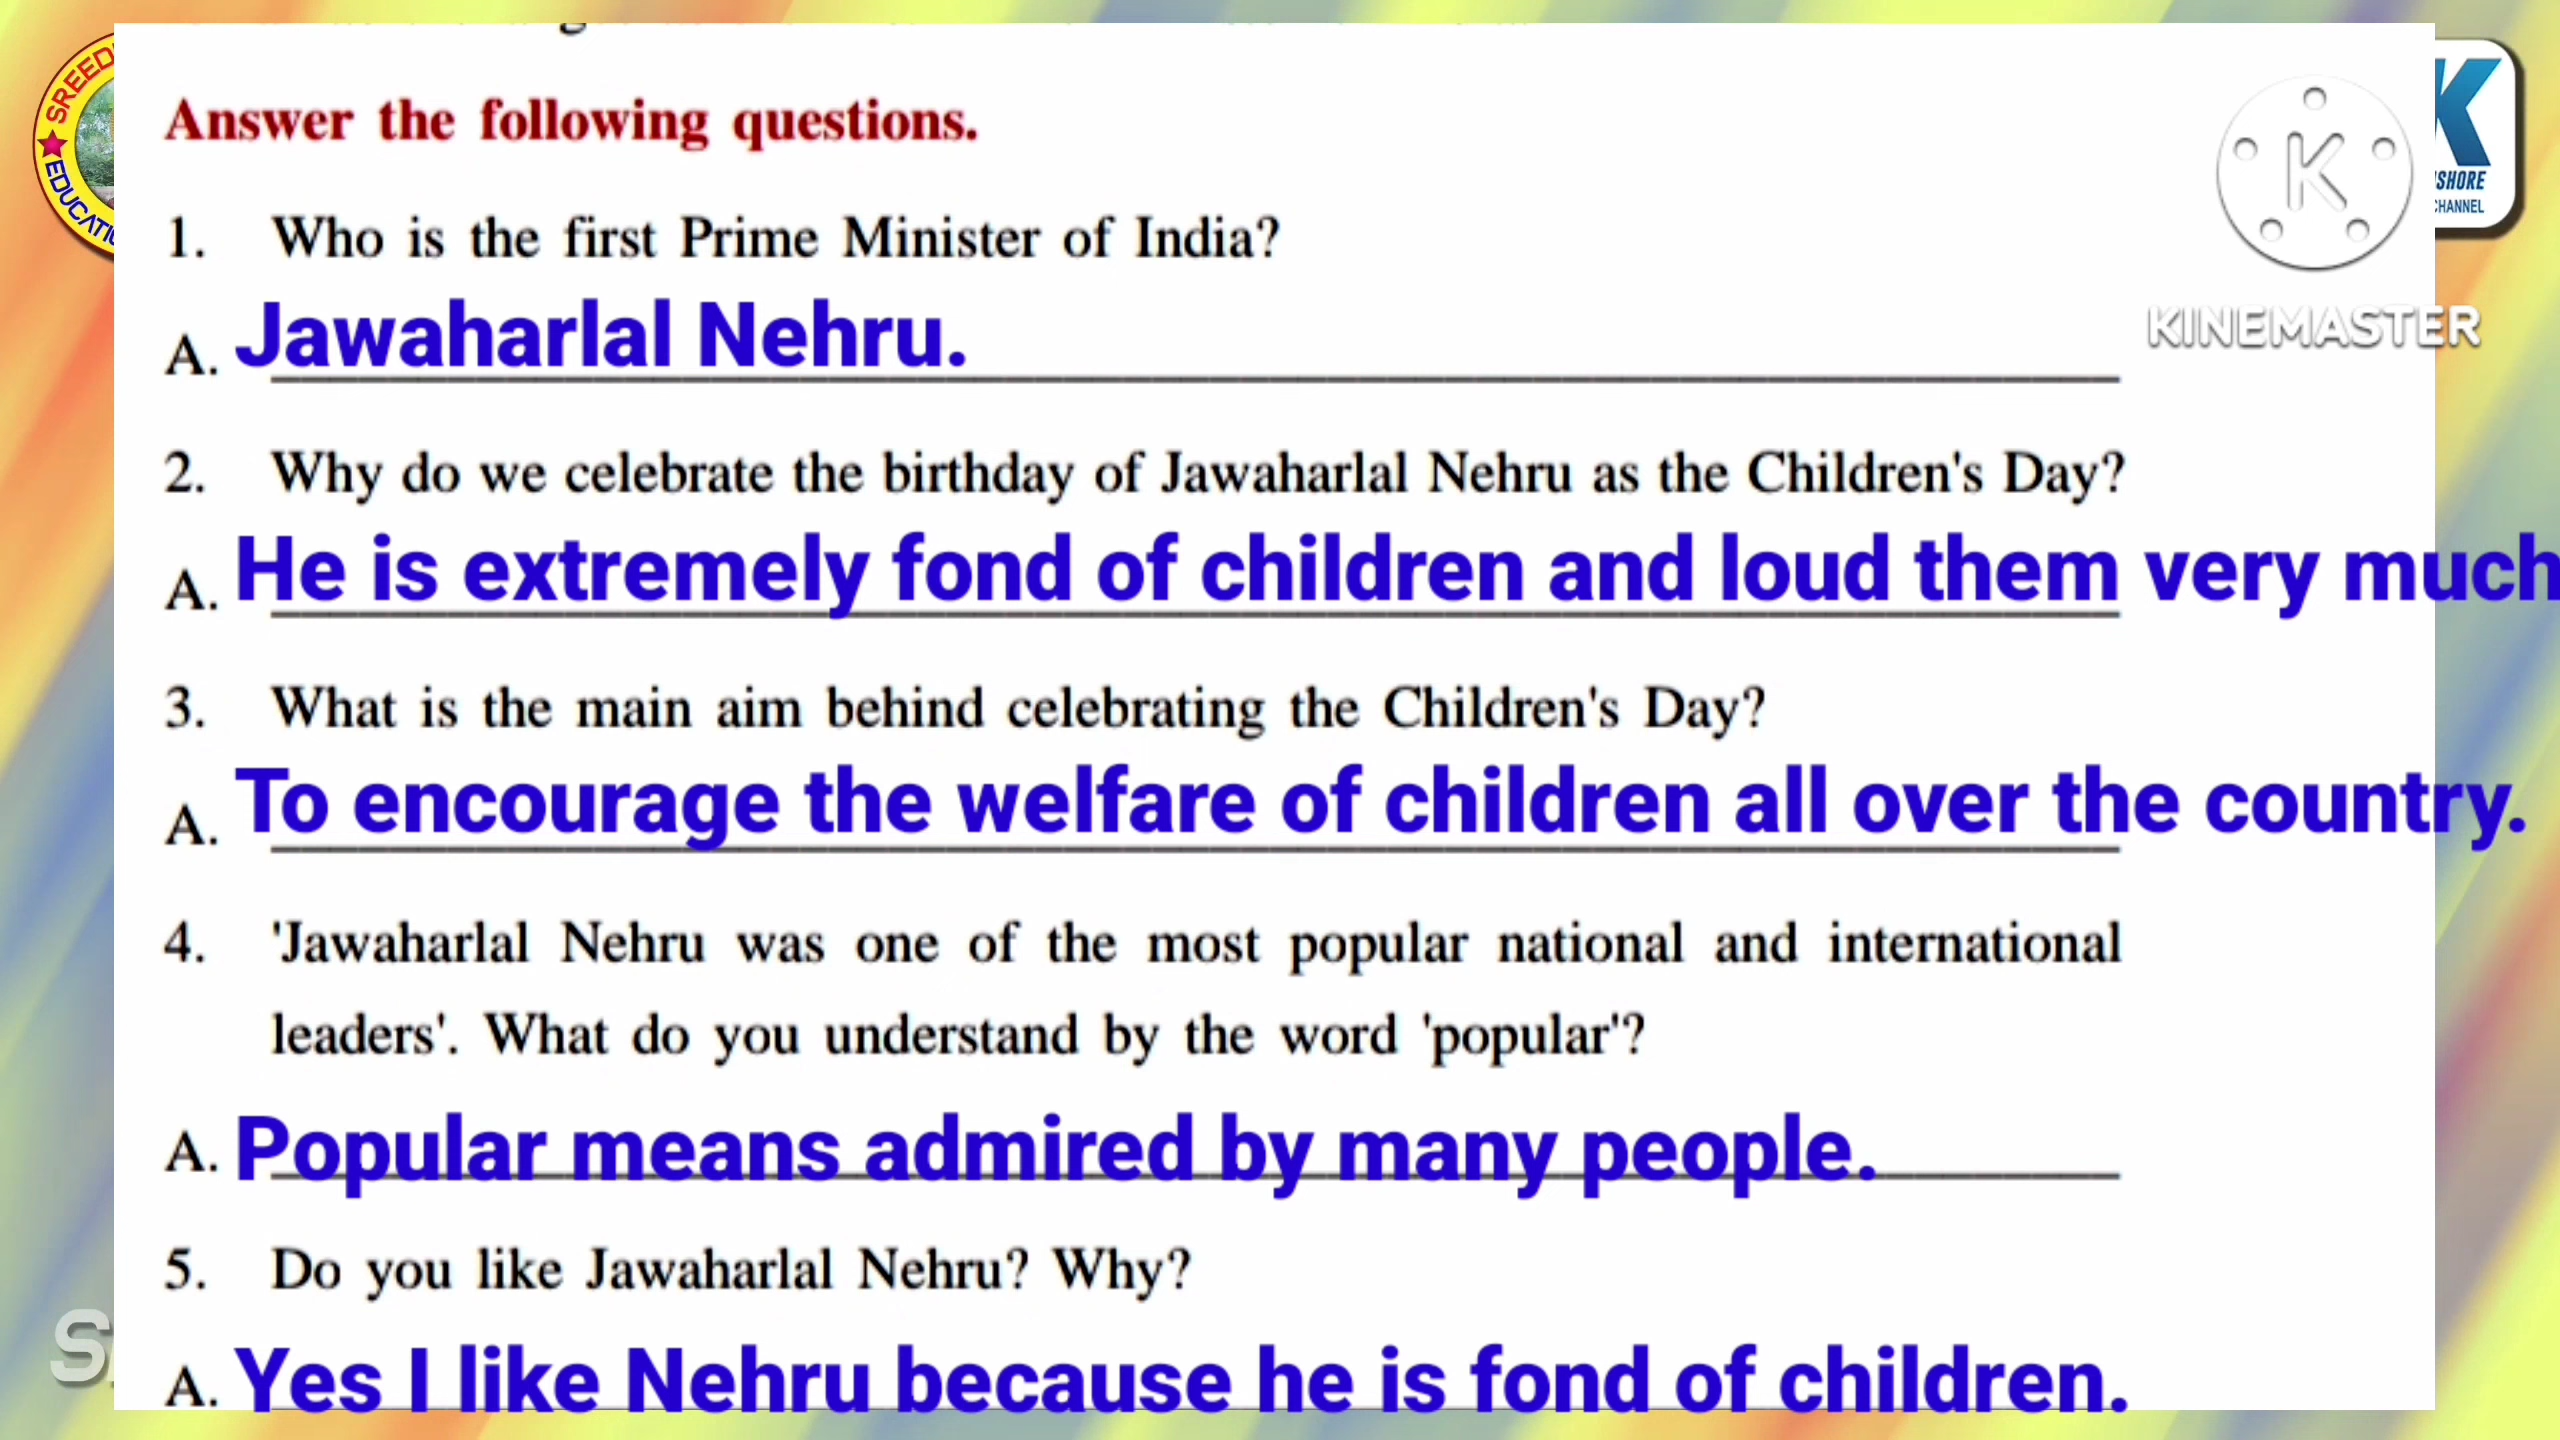 SREED
EDUCATI
Answer the following questions.
K
SHORE
CHANNEL
KINEMASTER
1. Who is the first Prime Minister of India?
A. Jawaharlal Nehru.
2. Why do we celebrate the birthday of Jawaharlal Nehru as the Children's Day?
A. He is extremely fond of children and loud them very much
3. What is the main aim behind celebrating the Children's Day?
A. To encourage the welfare of children all over the country.
4. 'Jawaharlal Nehru was one of the most popular national and international
leaders'. What do you understand by the word 'popular'?
A. Popular means admired by many people.
5. Do you like Jawaharlal Nehru? Why?
A. Yes I like Nehru because he is fond of children.
S